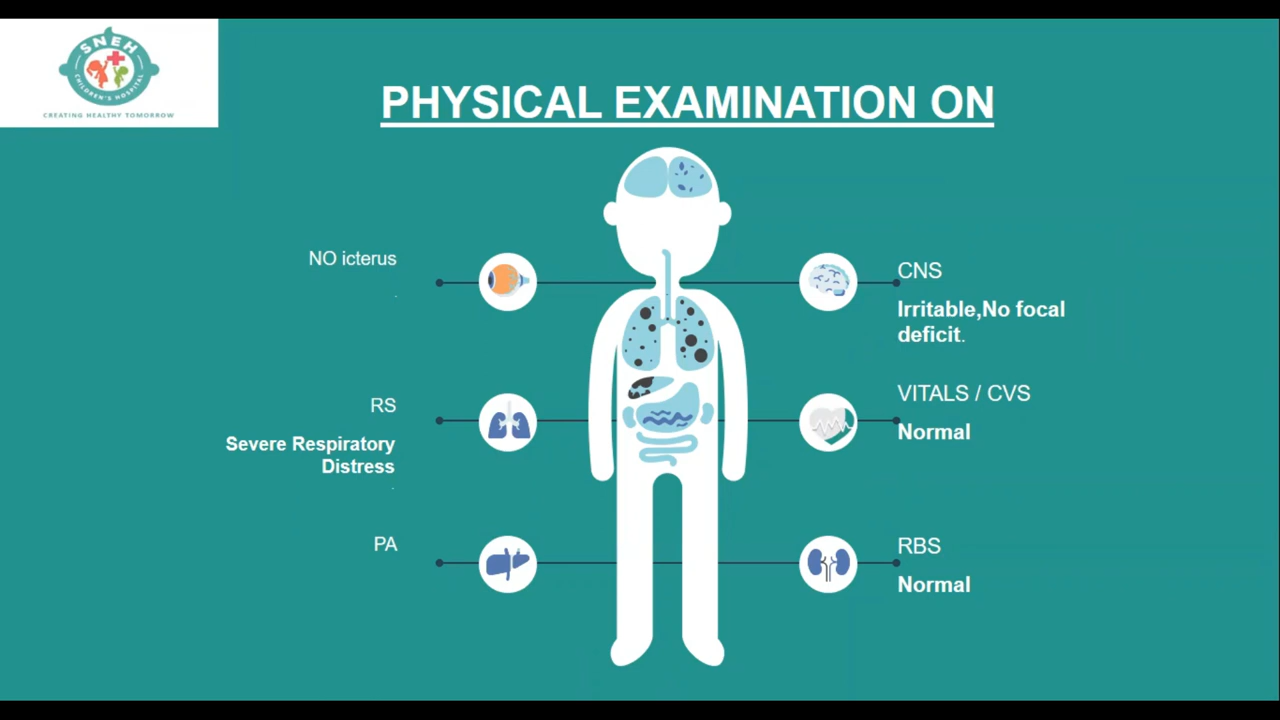 SNEH
CHILDREN'S HOSPITAL
CREATING HEALTHY TOMORROW
PHYSICAL EXAMINATION ON
NO icterus
.
RS
Severe Respiratory
Distress
.
PA
CNS
Irritable,No focal
deficit.
VITALS / CVS
Normal
RBS
Normal